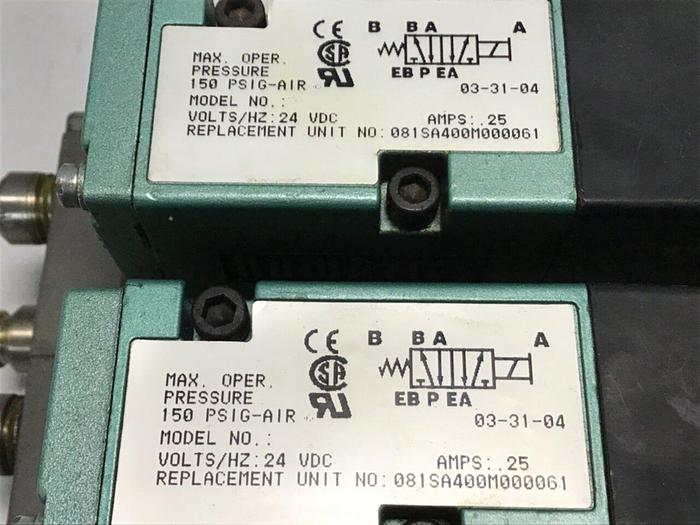 B B A A
CE
SA
MAX. OPER.
PRESSURE
150 PSIG-AIR
EB P EA
03-31-04
MODEL NO.:
VOLTS/HZ:24 VDC AMPS:.25
REPLACEMENT UNIT NO:081SA400M000061
B B A A
CE
SA
MAX. OPER.
PRESSURE
150 PSIG-AIR
EB P EA
03-31-04
MODEL NO.:
VOLTS/HZ:24 VDC AMPS:.25
REPLACEMENT UNIT NO:081SA400M000061